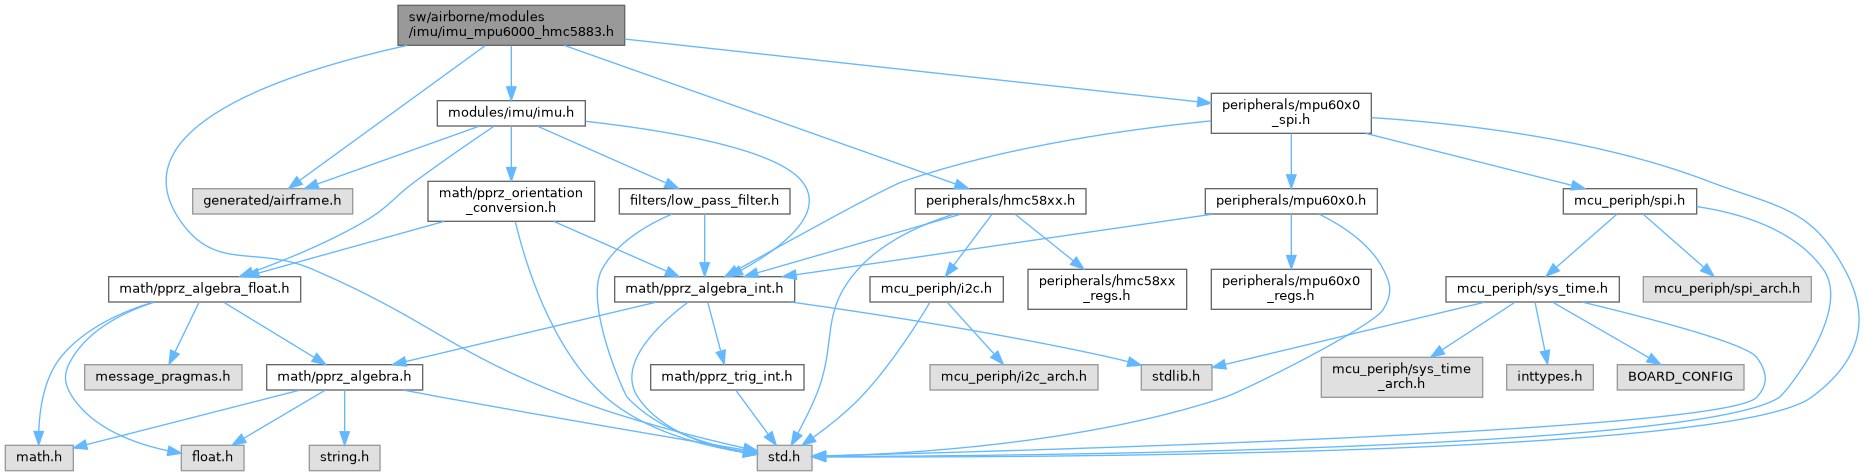 sw/airborne/modules
/imu/imu_mpu6000_hmc5883.h
modules/imu/imu.h
peripherals/mpu60x0
_spi.h
generated/airframe.h
math/pprz_orientation
_conversion.h
filters/low_pass_filter.h
peripherals/hmc58xx.h
peripherals/mpu60x0.h
mcu_periph/spi.h
math/pprz_algebra_float.h
math/pprz_algebra_int.h
mcu_periph/i2c.h
peripherals/hmc58xx
_regs.h
peripherals/mpu60x0
_regs.h
mcu_periph/sys_time.h
mcu_periph/spi_arch.h
message_pragmas.h
math/pprz_algebra.h
math/pprz_trig_int.h
mcu_periph/i2c_arch.h
stdlib.h
mcu_periph/sys_time
_arch.h
inttypes.h
BOARD_CONFIG
math.h
float.h
string.h
std.h